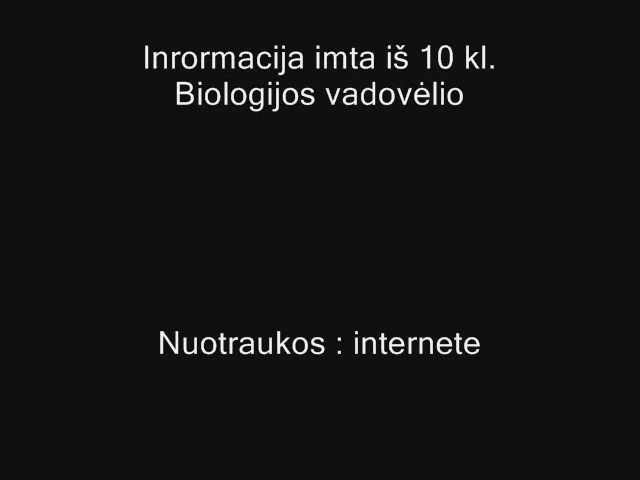 Inrormacija imta iš 10 kl.
Biologijos vadovėlio
Nuotraukos : internete